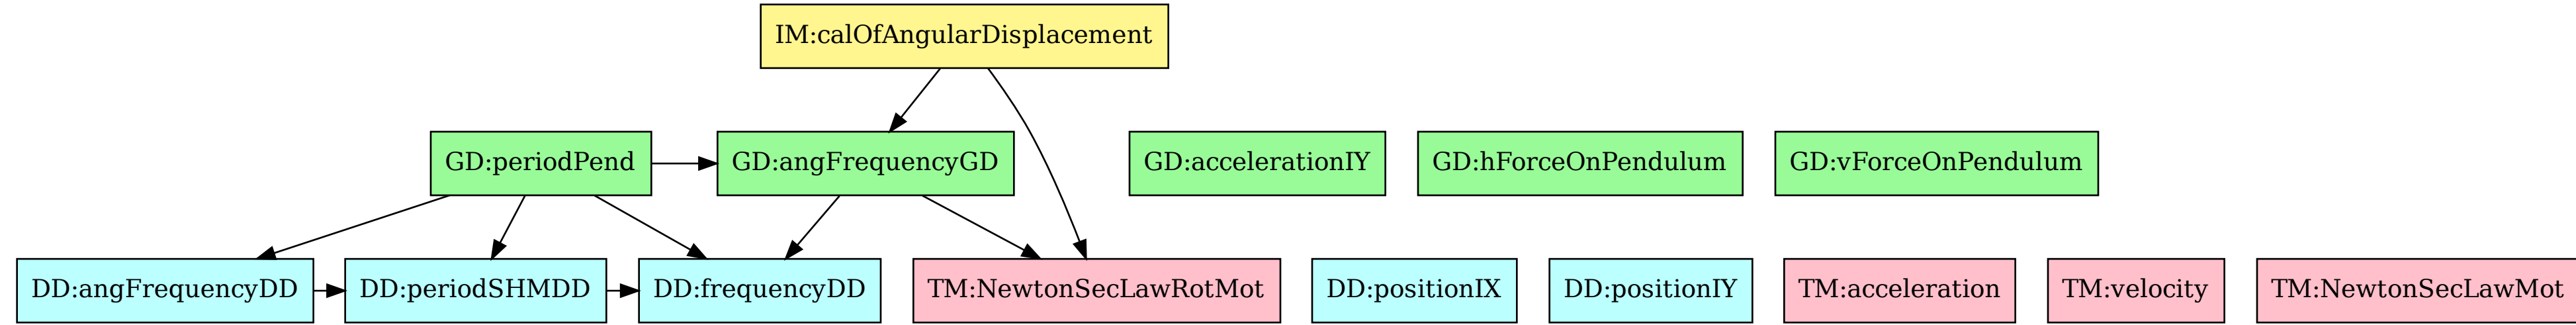 IM:calOfAngularDisplacement
GD:periodPend
GD:angFrequencyGD
GD:accelerationIY
GD:hForceOnPendulum
GD:vForceOnPendulum
DD:angFrequencyDD
DD:periodSHMDD
DD:frequencyDD
TM:NewtonSecLawRotMot
DD:positionIX
DD:positionIY
TM:acceleration
TM:velocity
TM:NewtonSecLawMot